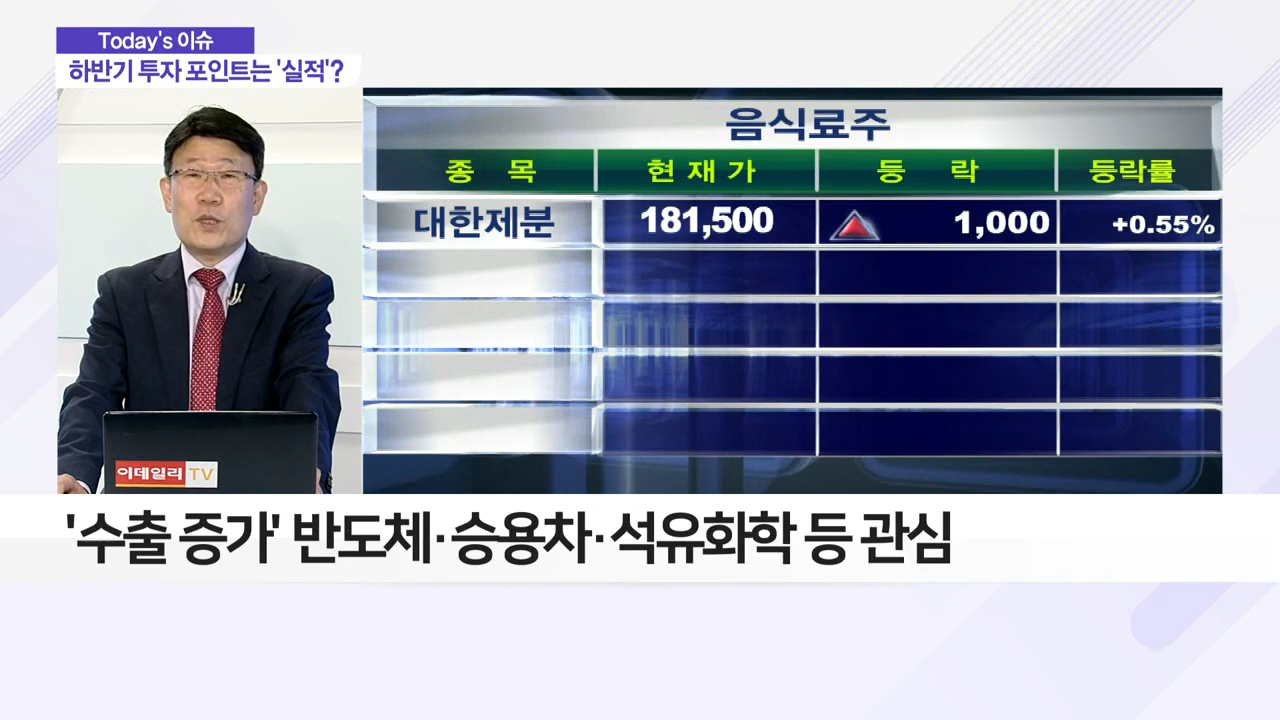 Today's 이슈
하반기 투자 포인트는 '실적'?
음식료주
종 목 현재가 등 락 등락률
대한제분 181,500 1,000 +0.55%
이데일리 TV
'수출 증가' 반도체·승용차·석유화학 등 관심